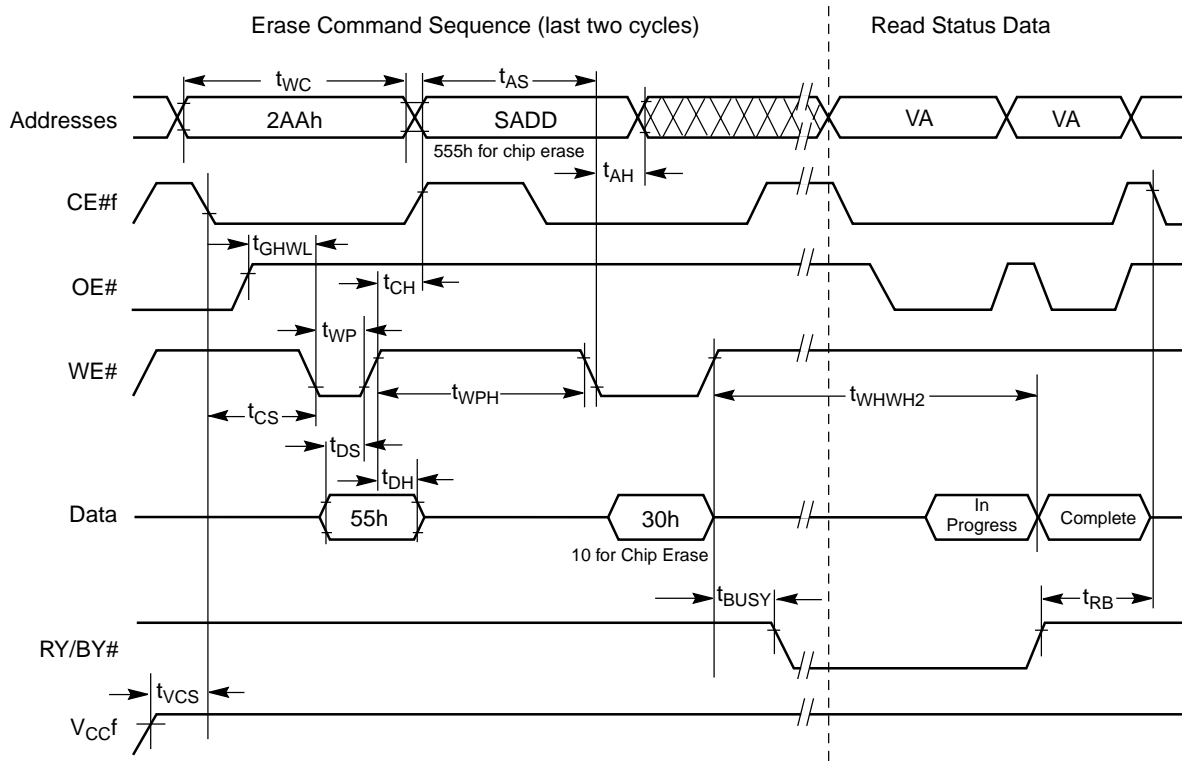 Erase Command Sequence (last two cycles) Read Status Data
tWC tAS
Addresses 2AAh SADD VA VA
555h for chip erase
tAH
CE#f
tGHWL
OE# tCH
tWP
WE#
tWPH tWHWH2
tCS
tDS
tDH
Data 55h 30h In Progress Complete
10 for Chip Erase
tBUSY tRB
RY/BY#
tVCS
VCCf